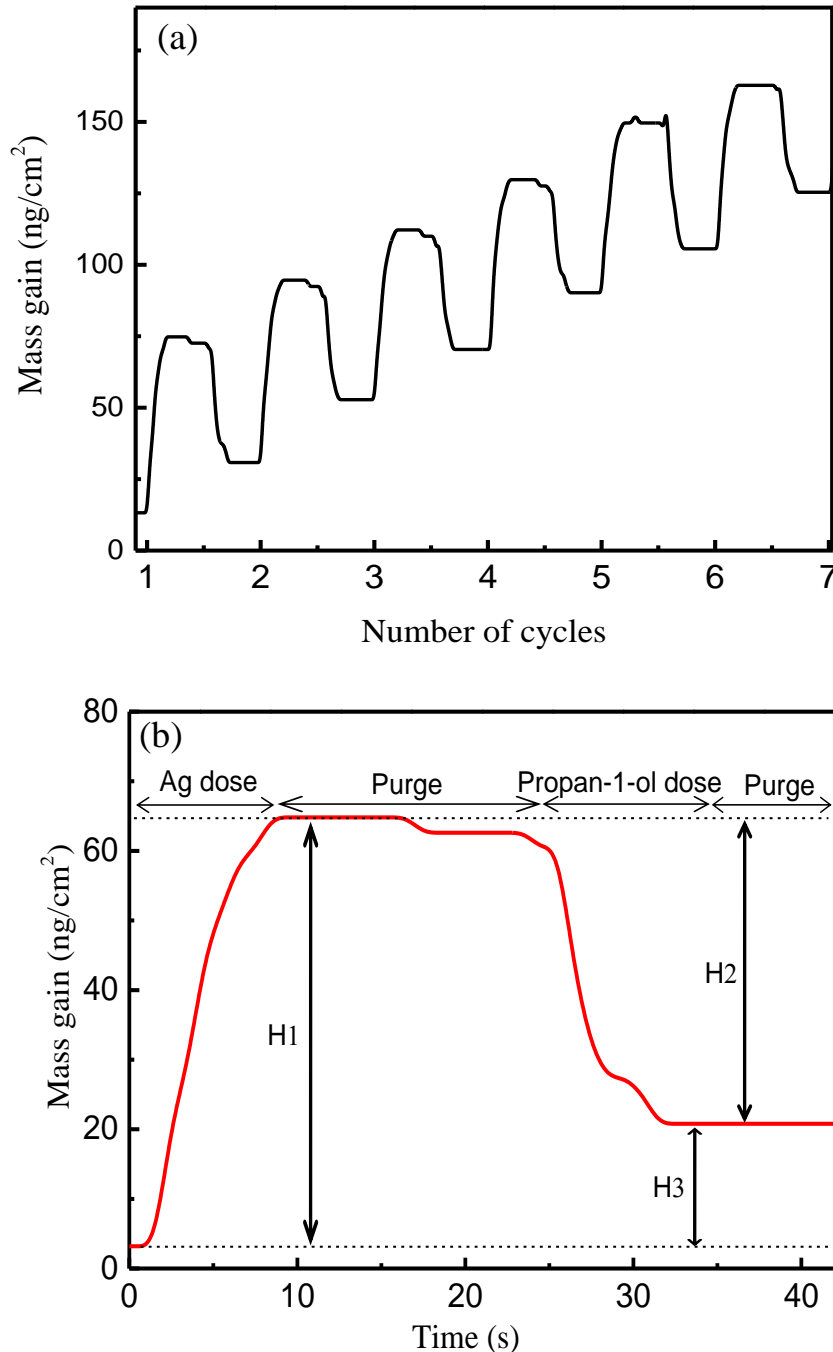 (a)
Mass gain (ng/cm²)
150
100
50
0
1 2 3 4 5 6 7
Number of cycles
(b)
Mass gain (ng/cm²)
80
60
40
20
0
Ag dose Purge Propan-1-ol dose Purge
H1
H2
H3
0 10 20 30 40
Time (s)